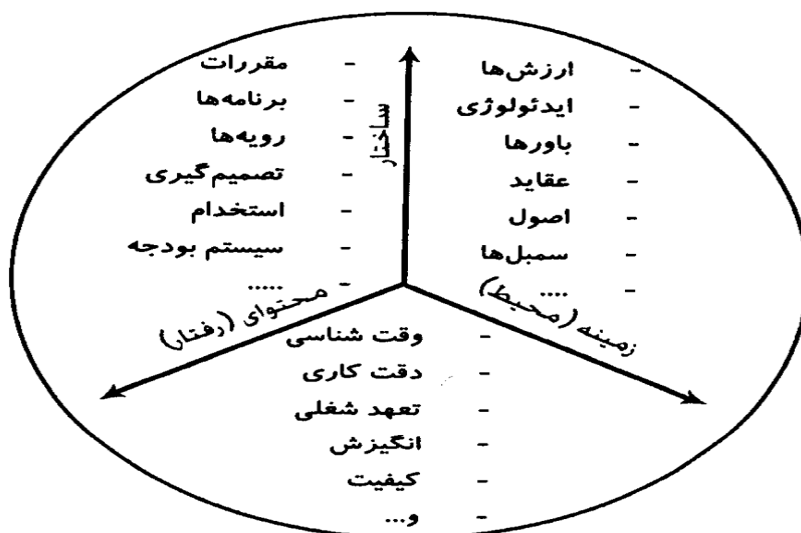 - ارزش‌ها
- ایدئولوژی
- باورها
- عقاید
- اصول
- سمبل‌ها
- ....
زمینه (محیط)
ساختار
- مقررات
- برنامه‌ها
- رویه‌ها
- تصمیم‌گیری
- استخدام
- سیستم بودجه
- .....
محتوای (رفتار)
- وقت شناسی
- دقت کاری
- تعهد شغلی
- انگیزش
- کیفیت
- و...